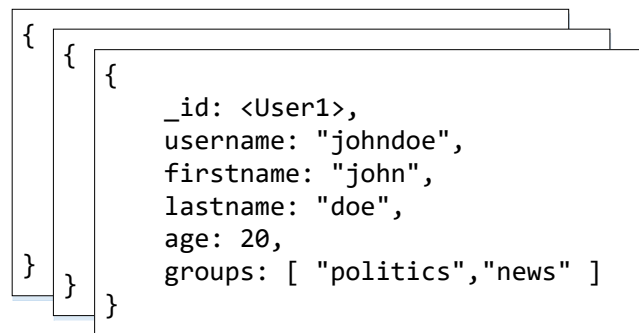 {
{
{
_id: <User1>,
username: "johndoe",
firstname: "john",
lastname: "doe",
age: 20,
groups: [ "politics","news" ]
}
}
}